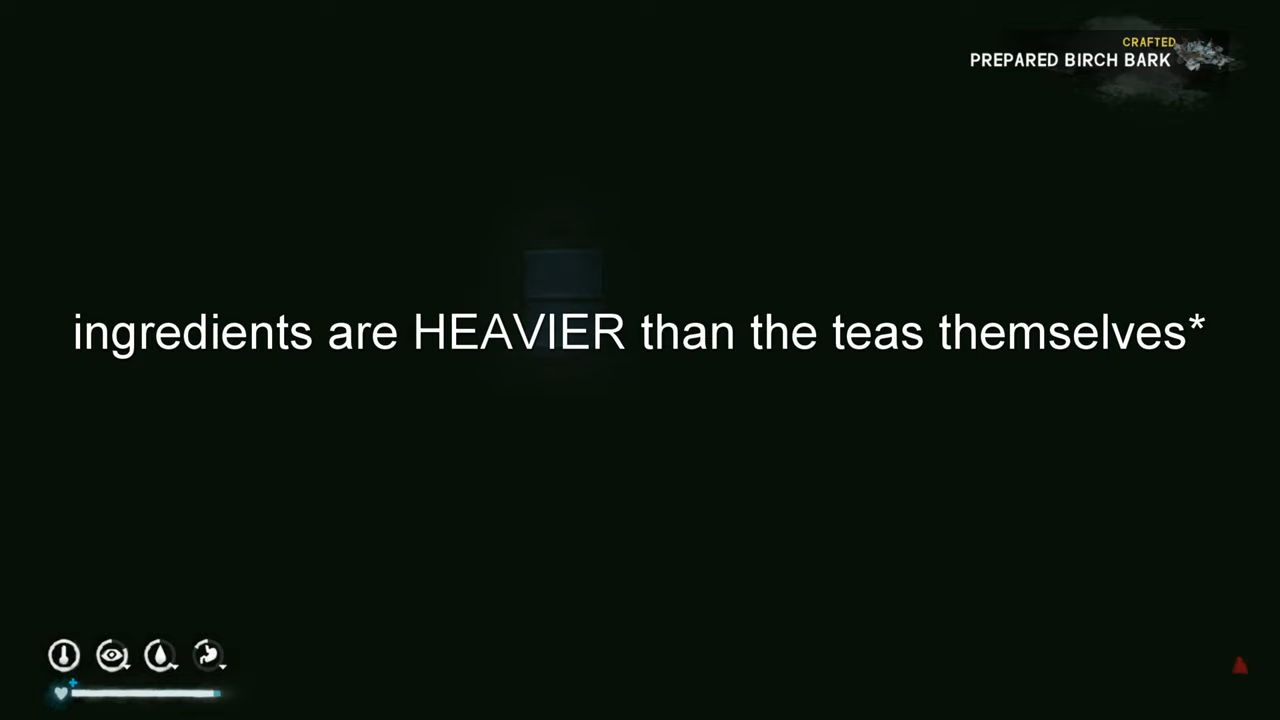 CRAFTED
PREPARED BIRCH BARK
ingredients are HEAVIER than the teas themselves*